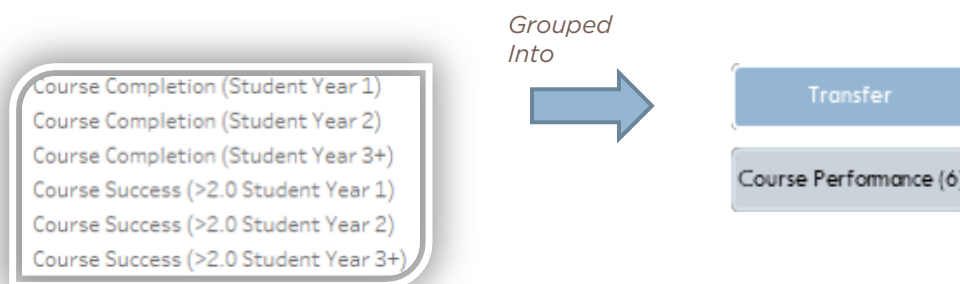 Grouped
Into
Course Completion (Student Year 1)
Course Completion (Student Year 2)
Course Completion (Student Year 3+)
Course Success (>2.0 Student Year 1)
Course Success (>2.0 Student Year 2)
Course Success (>2.0 Student Year 3+)
Transfer
Course Performance (6)